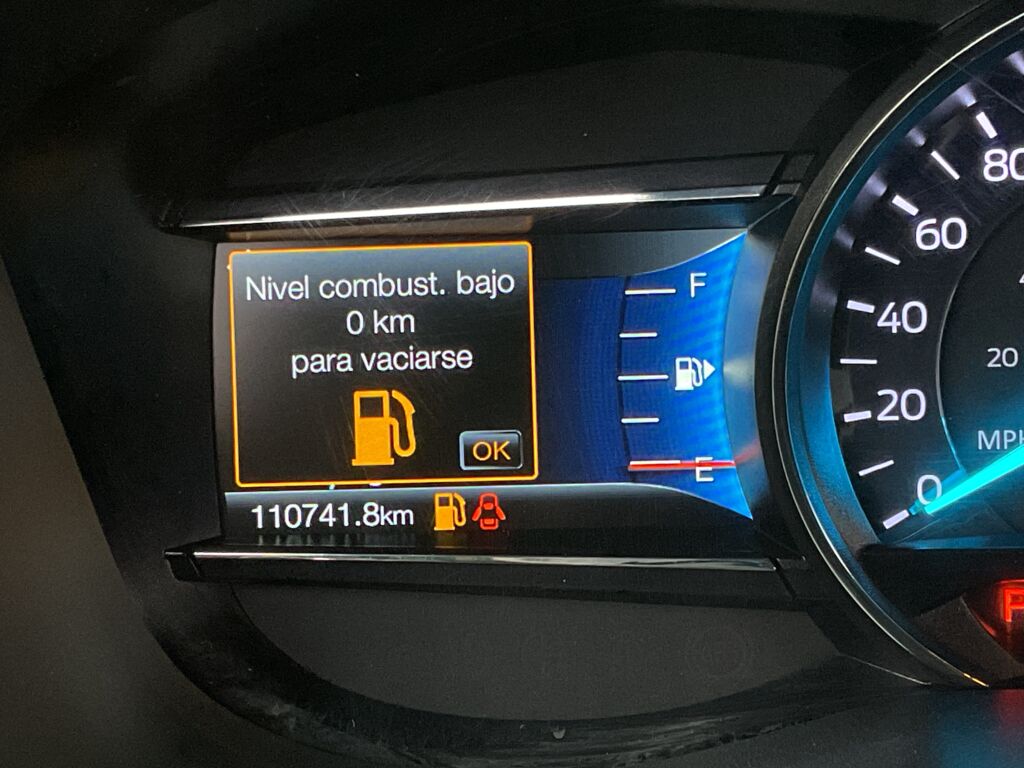 Nivel combust. bajo
0 km
para vaciarse
OK
110741.8km
F
E
80
60
40
20
0
20
MPH
P